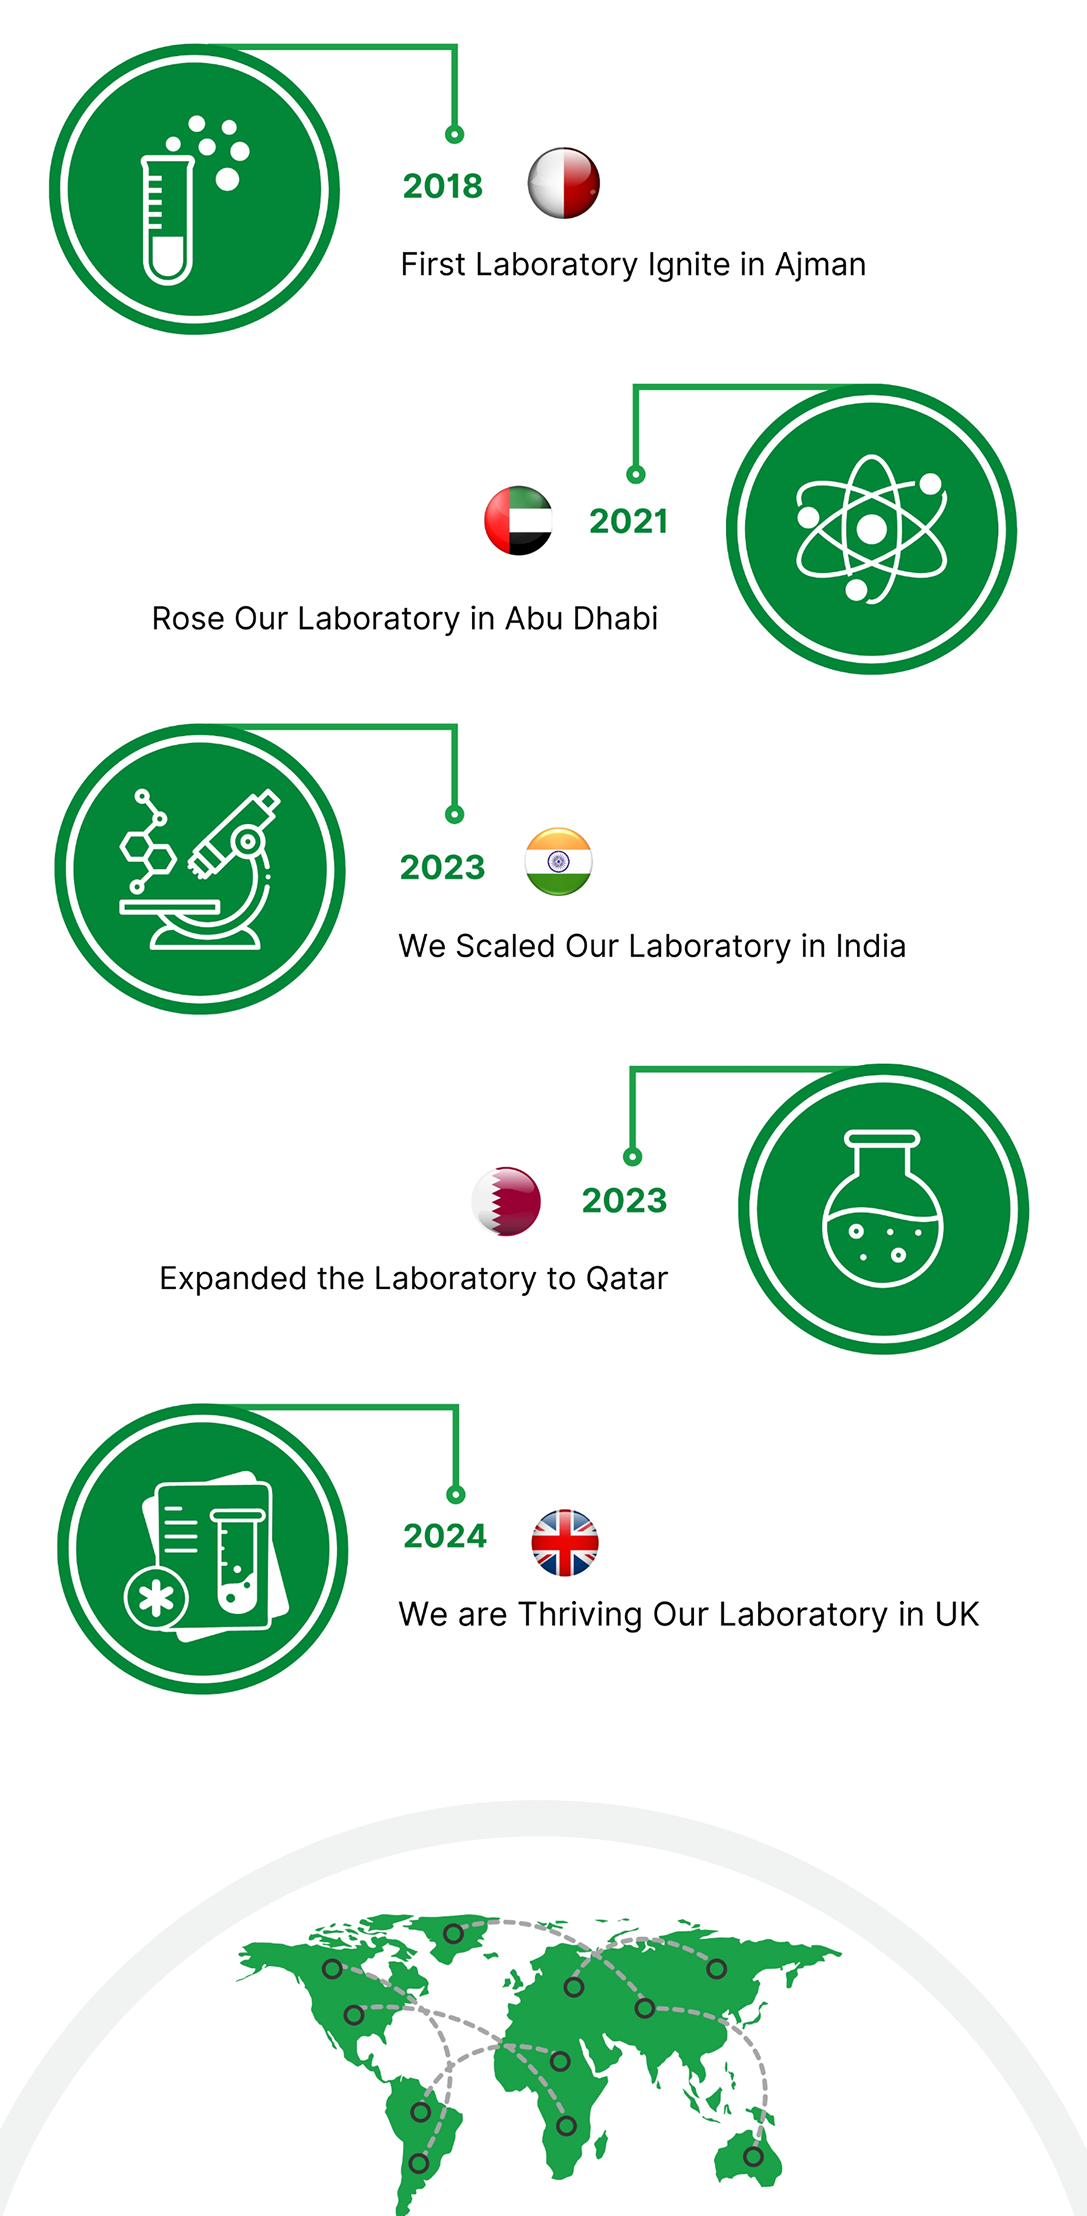 2018
First Laboratory Ignite in Ajman
2021
Rose Our Laboratory in Abu Dhabi
2023
We Scaled Our Laboratory in India
2023
Expanded the Laboratory to Qatar
2024
We are Thriving Our Laboratory in UK